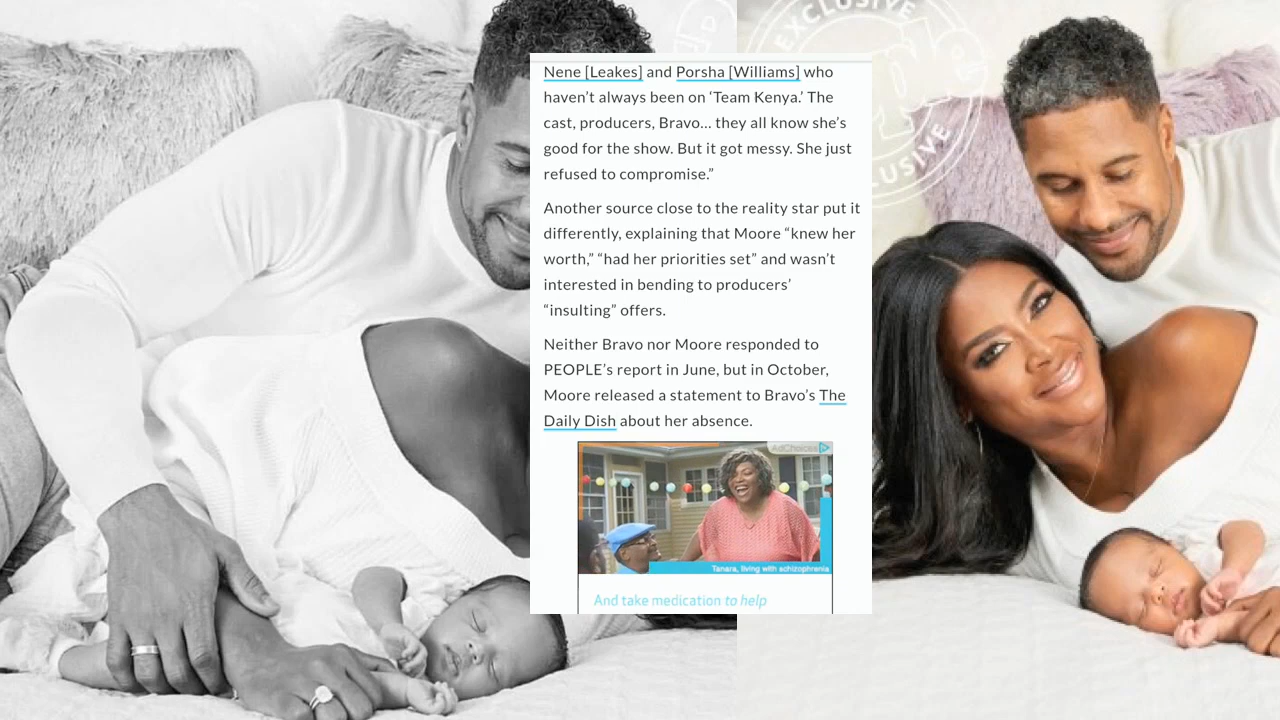 EXCLUSIVE
Nene [Leakes] and Porsha [Williams] who
haven’t always been on ‘Team Kenya.’ The
cast, producers, Bravo... they all know she’s
good for the show. But it got messy. She just
refused to compromise.”
Another source close to the reality star put it
differently, explaining that Moore “knew her
worth,” “had her priorities set” and wasn’t
interested in bending to producers’
“insulting” offers.
Neither Bravo nor Moore responded to
PEOPLE’s report in June, but in October,
Moore released a statement to Bravo’s The
Daily Dish about her absence.
AdChoices
Tanara, living with schizophrenia
And take medication to help